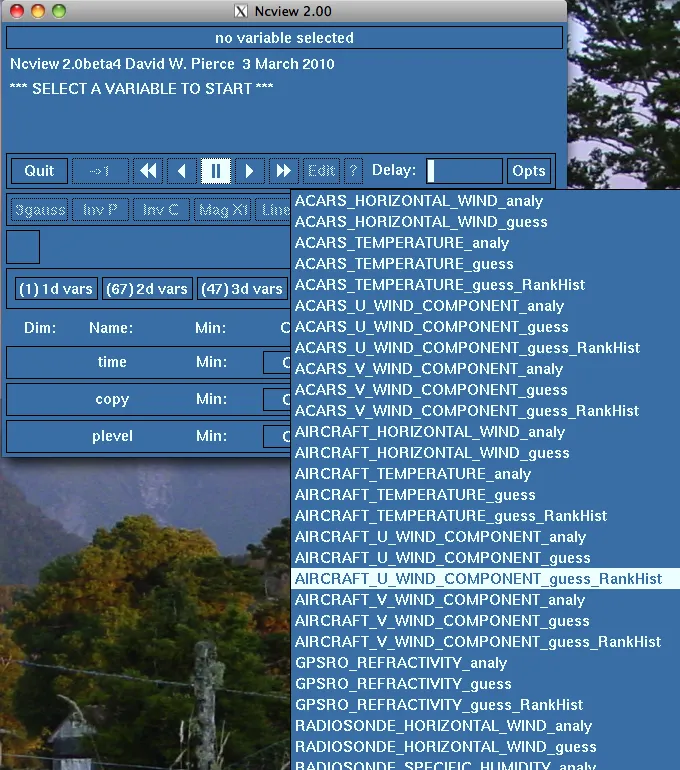 Ncview 2.00
no variable selected
Ncview 2.0beta4 David W. Pierce 3 March 2010
*** SELECT A VARIABLE TO START ***
Quit ->1 Edit ? Delay: Opts
3gauss Inv P Inv C Mag X1 Line
(1) 1d vars (67) 2d vars (47) 3d vars
Dim: Name: Min: C
time Min: C
copy Min: C
plevel Min: C
ACARS_HORIZONTAL_WIND_analy
ACARS_HORIZONTAL_WIND_guess
ACARS_TEMPERATURE_analy
ACARS_TEMPERATURE_guess
ACARS_TEMPERATURE_guess_RankHist
ACARS_U_WIND_COMPONENT_analy
ACARS_U_WIND_COMPONENT_guess
ACARS_U_WIND_COMPONENT_guess_RankHist
ACARS_V_WIND_COMPONENT_analy
ACARS_V_WIND_COMPONENT_guess
ACARS_V_WIND_COMPONENT_guess_RankHist
AIRCRAFT_HORIZONTAL_WIND_analy
AIRCRAFT_HORIZONTAL_WIND_guess
AIRCRAFT_TEMPERATURE_analy
AIRCRAFT_TEMPERATURE_guess
AIRCRAFT_TEMPERATURE_guess_RankHist
AIRCRAFT_U_WIND_COMPONENT_analy
AIRCRAFT_U_WIND_COMPONENT_guess
AIRCRAFT_U_WIND_COMPONENT_guess_RankHist
AIRCRAFT_V_WIND_COMPONENT_analy
AIRCRAFT_V_WIND_COMPONENT_guess
AIRCRAFT_V_WIND_COMPONENT_guess_RankHist
GPSRO_REFRACTIVITY_analy
GPSRO_REFRACTIVITY_guess
GPSRO_REFRACTIVITY_guess_RankHist
RADIOSONDE_HORIZONTAL_WIND_analy
RADIOSONDE_HORIZONTAL_WIND_guess
RADIOSONDE_SPECIFIC_HUMIDITY_analy